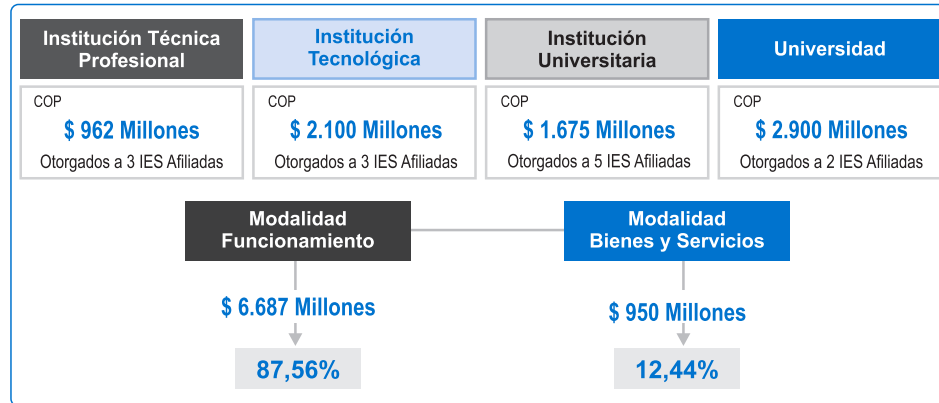 Institución Técnica
Profesional
Institución
Tecnológica
Institución
Universitaria
Universidad
COP
$ 962 Millones
Otorgados a 3 IES Afiliadas
COP
$ 2.100 Millones
Otorgados a 3 IES Afiliadas
COP
$ 1.675 Millones
Otorgados a 5 IES Afiliadas
COP
$ 2.900 Millones
Otorgados a 2 IES Afiliadas
Modalidad
Funcionamiento
Modalidad
Bienes y Servicios
$ 6.687 Millones
$ 950 Millones
87,56%
12,44%